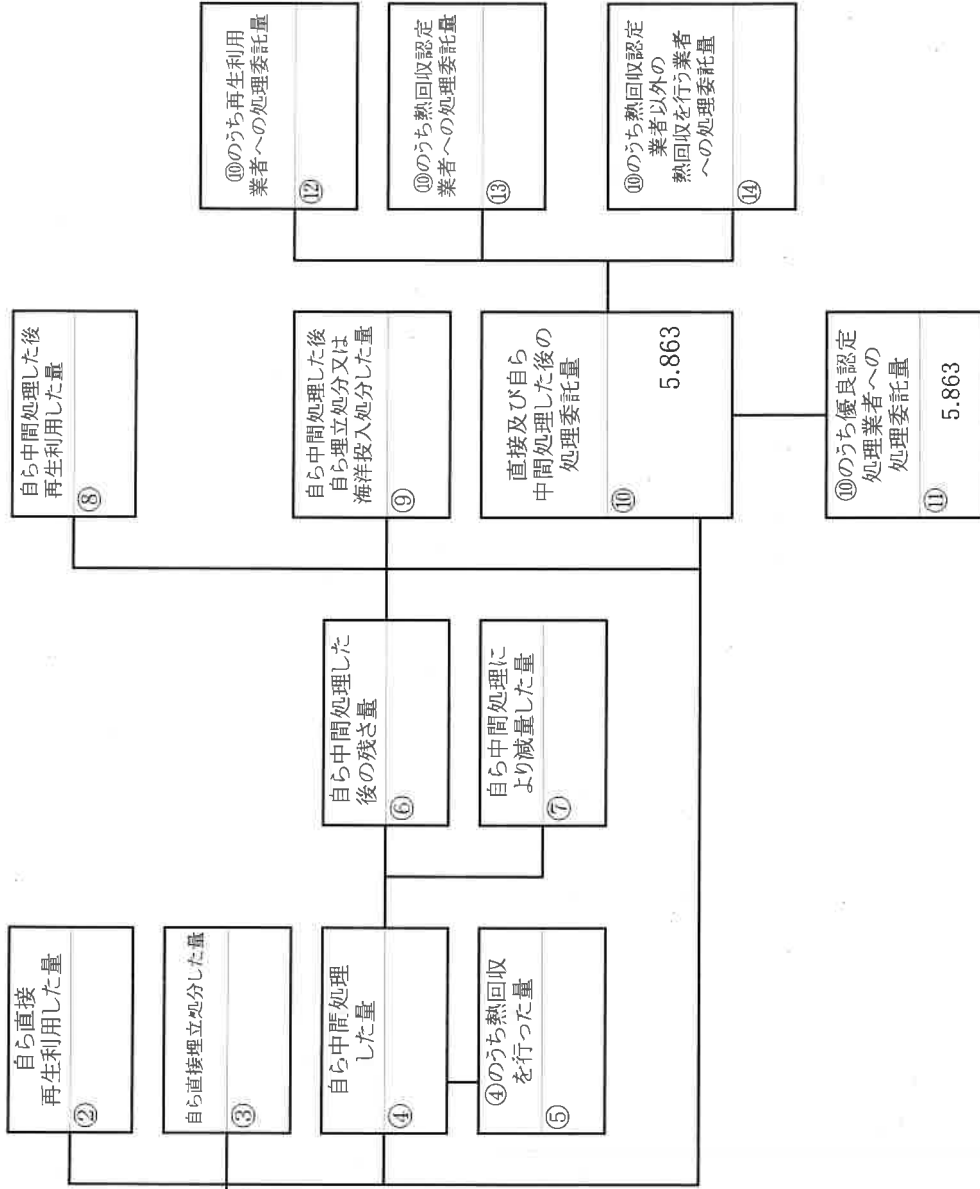 自ら直接
再生利用した量
②
自ら直接埋立処分した量
③
自ら中間処理
した量
④
④のうち熱回収
を行った量
⑤
自ら中間処理した
後の残さ量
⑥
自ら中間処理に
より減量した量
⑦
自ら中間処理した後
再生利用した量
⑧
自ら中間処理した後
自ら埋立処分又は
海洋投入処分した量
⑨
直接及び自ら
中間処理した後の
処理委託量
⑩
5.863
⑩のうち優良認定
処理業者への
処理委託量
⑪
5.863
⑩のうち再生利用
業者への処理委託量
⑫
⑩のうち熱回収認定
業者への処理委託量
⑬
⑩のうち熱回収認定
業者以外の
熱回収を行う業者
への処理委託量
⑭